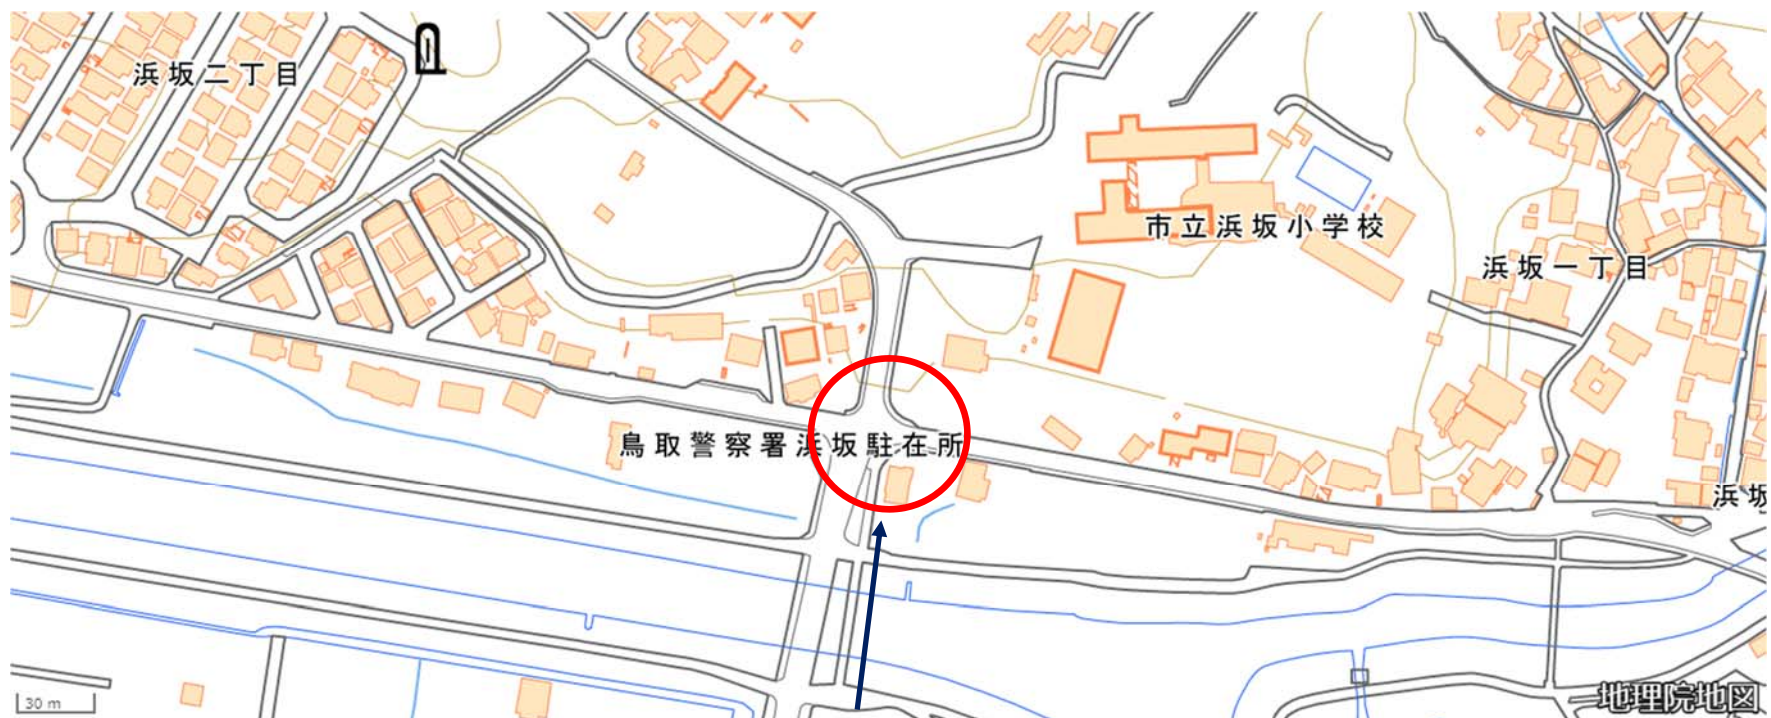 浜坂二丁目
市立浜坂小学校
浜坂一丁目
鳥取警察署浜坂駐在所
浜坂
30 m
地理院地図